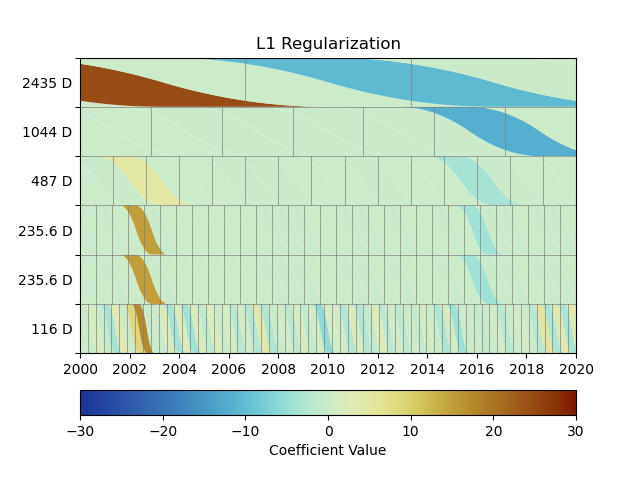 L1 Regularization
2435 D
1044 D
487 D
235.6 D
235.6 D
116 D
2000 2002 2004 2006 2008 2010 2012 2014 2016 2018 2020
−30 −20 −10 0 10 20 30
Coefficient Value